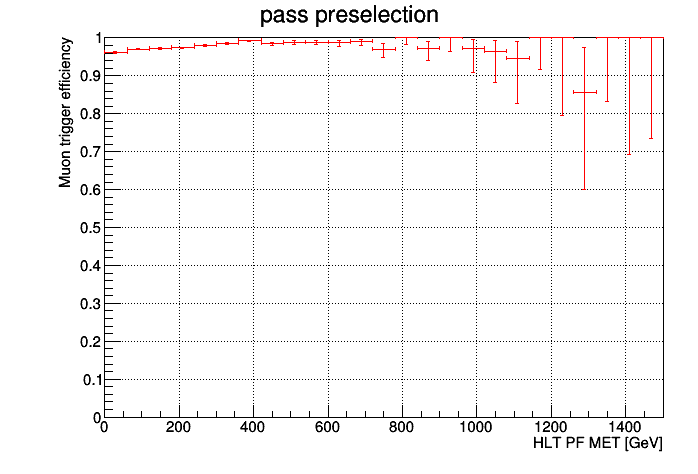 pass preselection
Muon trigger efficiency
1
0.9
0.8
0.7
0.6
0.5
0.4
0.3
0.2
0.1
0
0 200 400 600 800 1000 1200 1400
HLT PF MET [GeV]